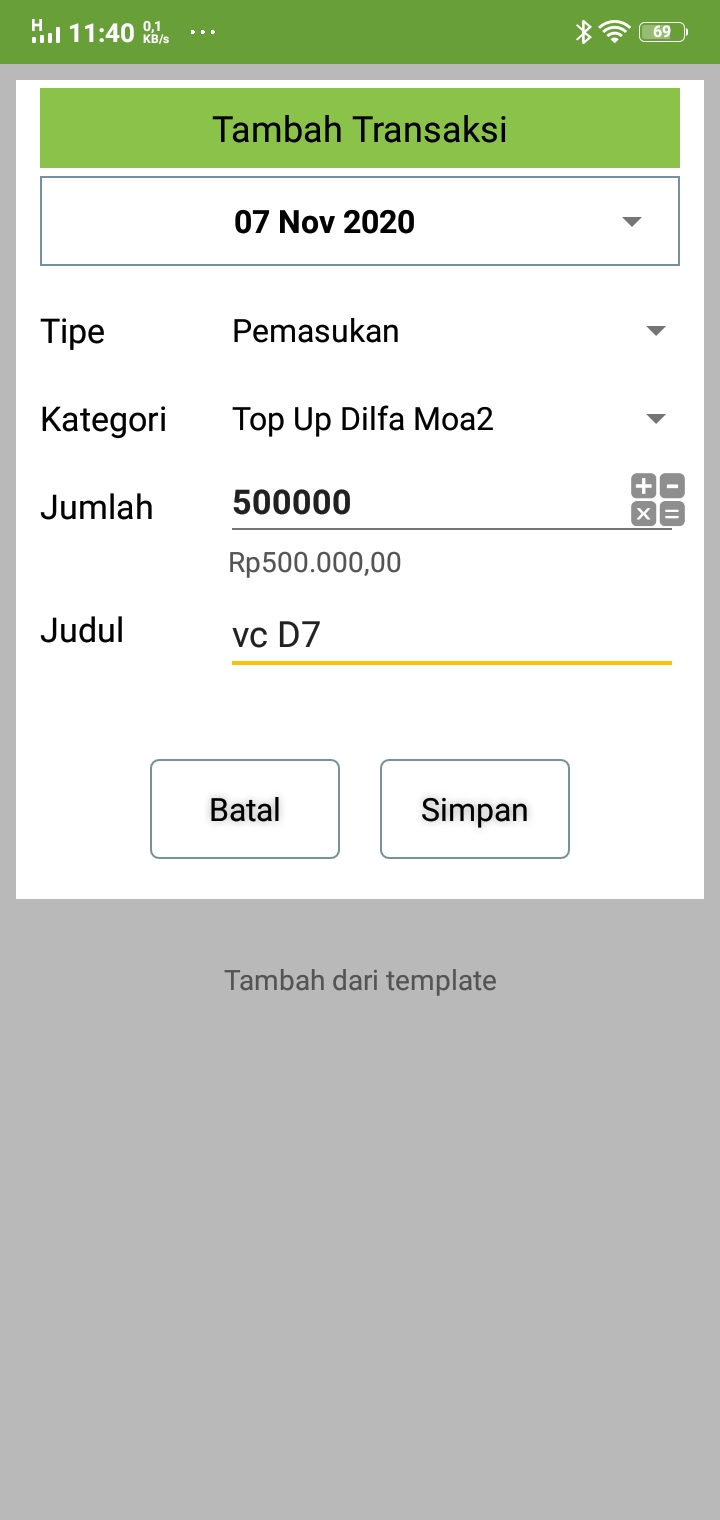 H 11:40 0,1 KB/s ... 69
Tambah Transaksi
07 Nov 2020
Tipe Pemasukan
Kategori Top Up Dilfa Moa2
Jumlah 500000
Rp500.000,00
Judul vc D7
Batal Simpan
Tambah dari template